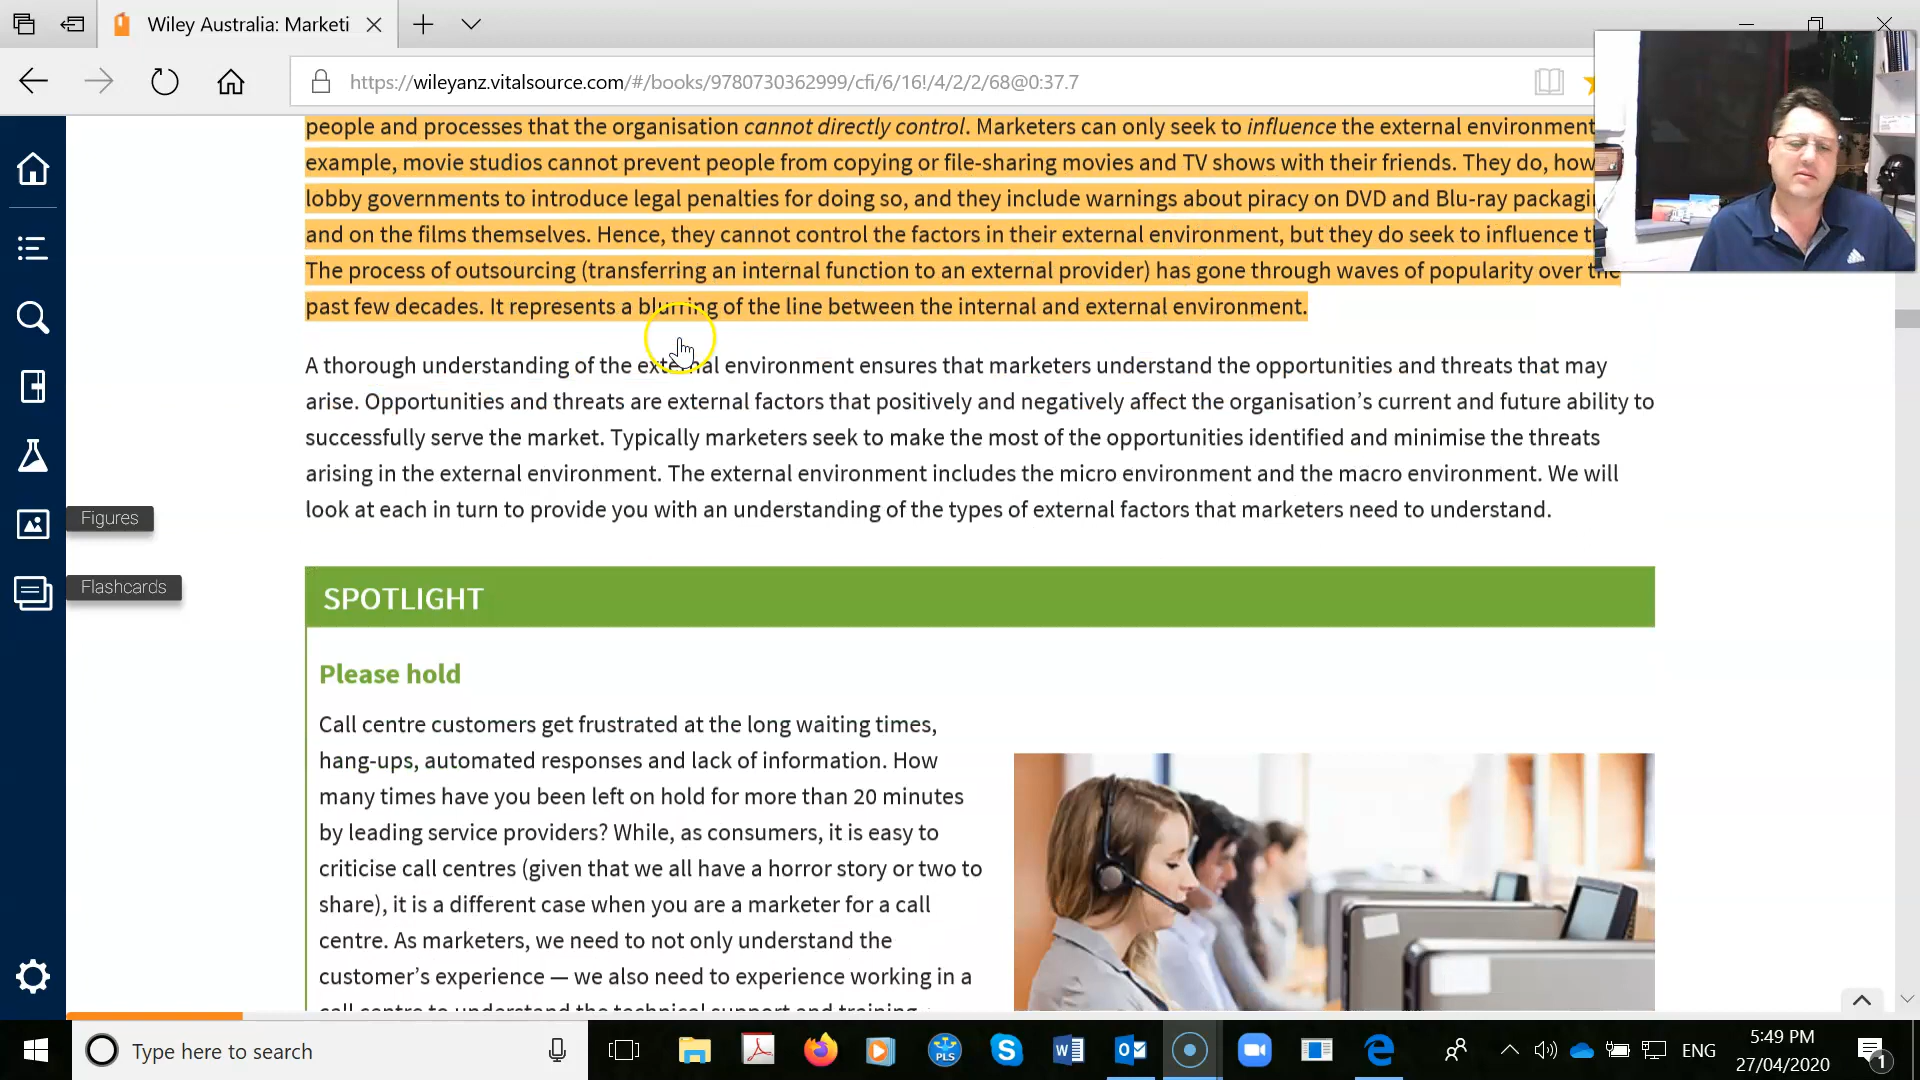 Wiley Australia: Marketi
https://wileyanz.vitalsource.com/#/books/9780730362999/cfi/6/16!/4/2/2/68@0:37.7
people and processes that the organisation cannot directly control. Marketers can only seek to influence the external environment
example, movie studios cannot prevent people from copying or file-sharing movies and TV shows with their friends. They do, how
lobby governments to introduce legal penalties for doing so, and they include warnings about piracy on DVD and Blu-ray packagi
and on the films themselves. Hence, they cannot control the factors in their external environment, but they do seek to influence
The process of outsourcing (transferring an internal function to an external provider) has gone through waves of popularity over the
past few decades. It represents a blurring of the line between the internal and external environment.
A thorough understanding of the external environment ensures that marketers understand the opportunities and threats that may
arise. Opportunities and threats are external factors that positively and negatively affect the organisation's current and future ability to
successfully serve the market. Typically marketers seek to make the most of the opportunities identified and minimise the threats
arising in the external environment. The external environment includes the micro environment and the macro environment. We will
look at each in turn to provide you with an understanding of the types of external factors that marketers need to understand.
Figures
Flashcards
SPOTLIGHT
Please hold
Call centre customers get frustrated at the long waiting times,
hang-ups, automated responses and lack of information. How
many times have you been left on hold for more than 20 minutes
by leading service providers? While, as consumers, it is easy to
criticise call centres (given that we all have a horror story or two to
share), it is a different case when you are a marketer for a call
centre. As marketers, we need to not only understand the
customer's experience — we also need to experience working in a
call centre to understand the technical support and training
Type here to search
PLS
ENG
5:49 PM
27/04/2020
1